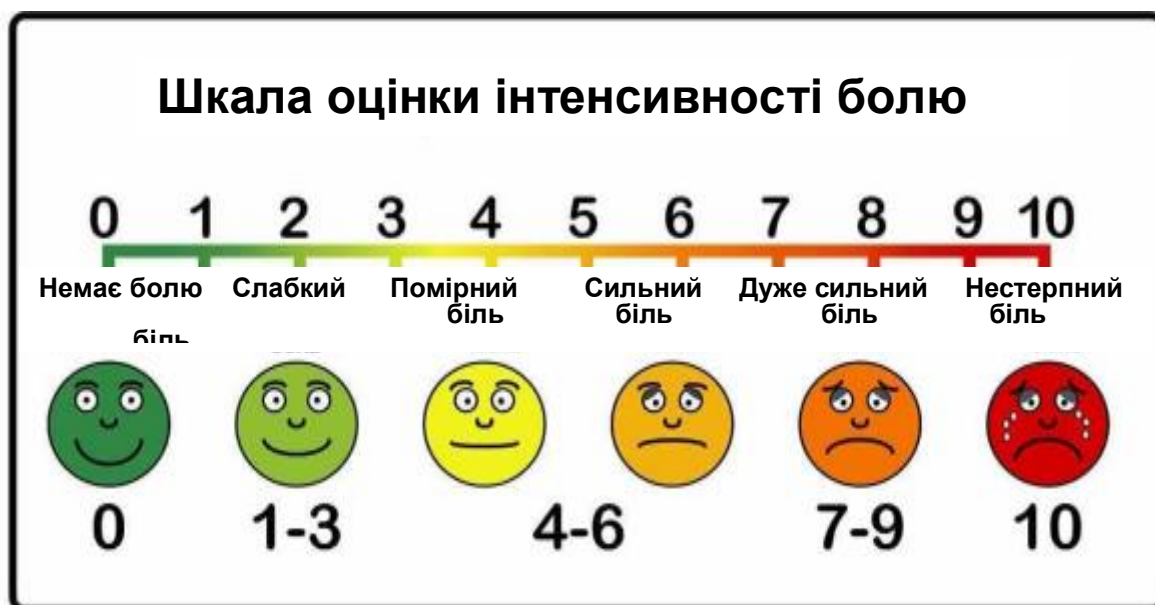 Шкала оцінки інтенсивності болю
0 1 2 3 4 5 6 7 8 9 10
Немає болю Слабкий Помірний Сильний Дуже сильний Нестерпний
біль біль біль біль
біль
0 1-3 4-6 7-9 10